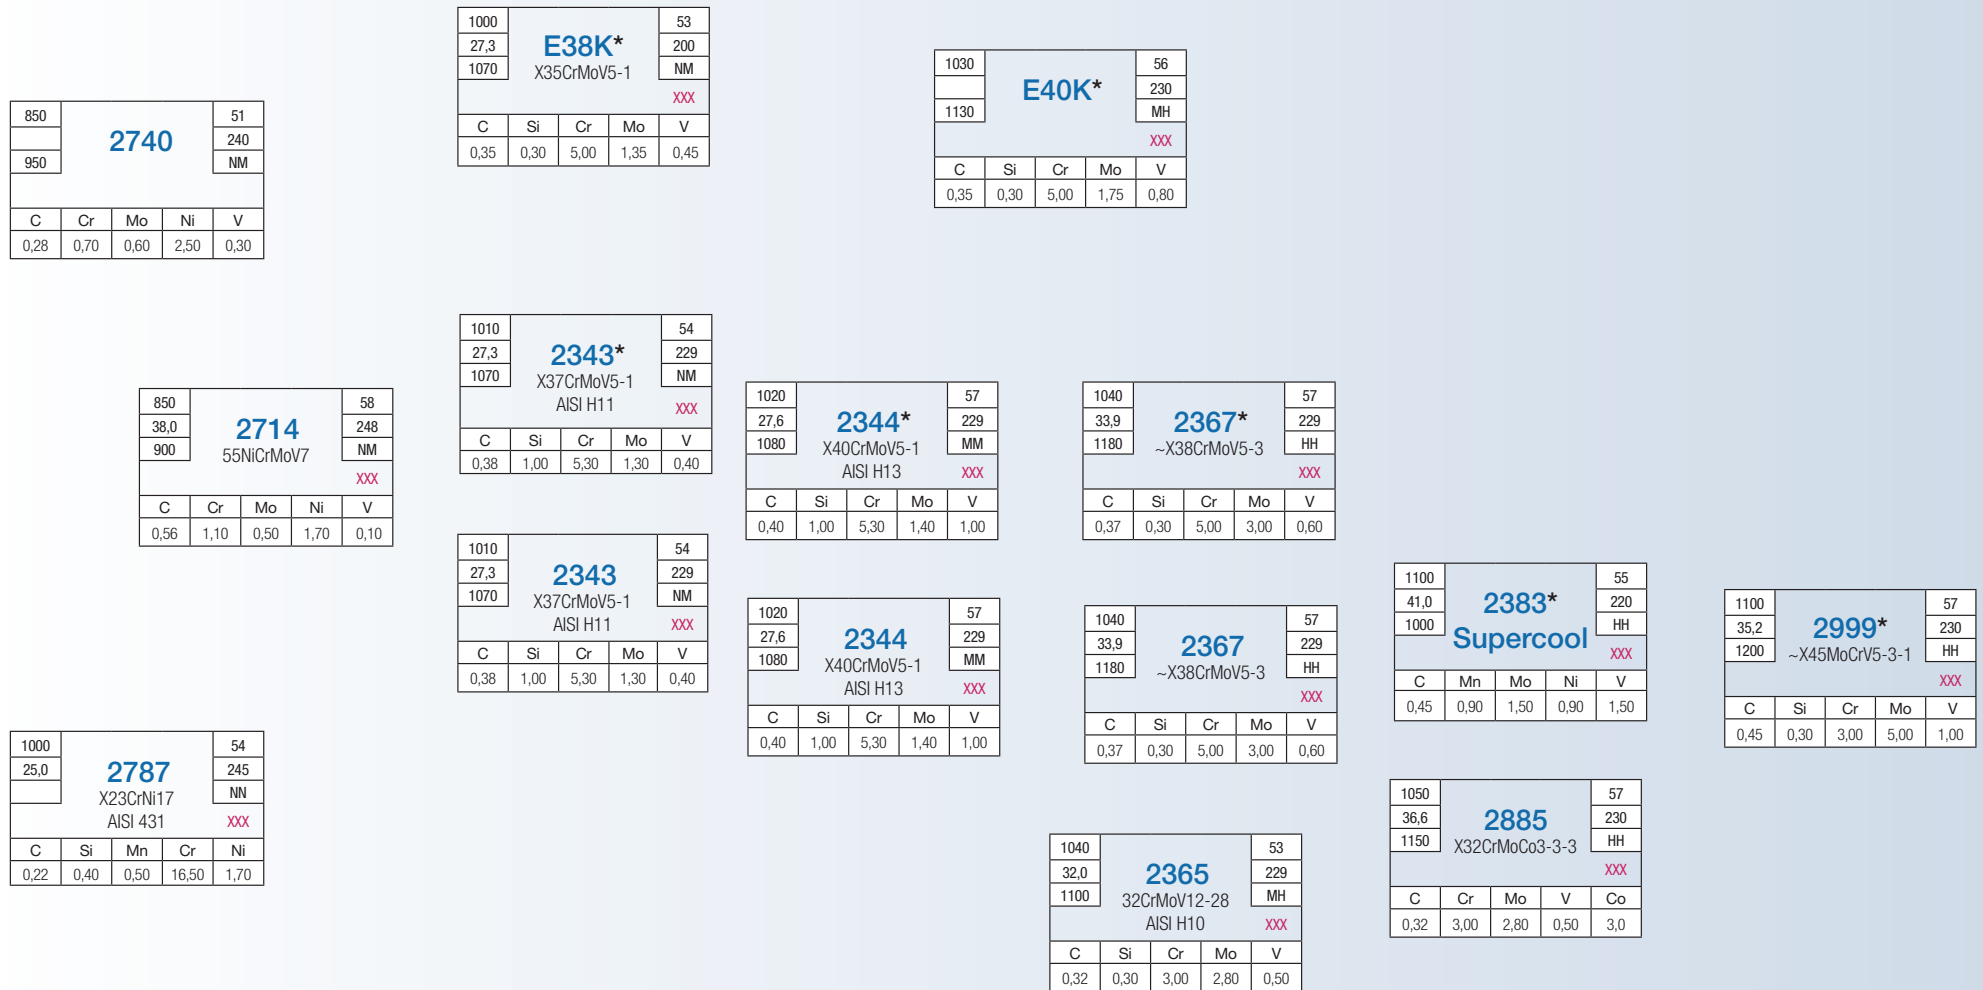 1000 53
27,3 E38K* 200
1070 X35CrMoV5-1 NM
XXX
C Si Cr Mo V
0,35 0,30 5,00 1,35 0,45
1030 56
E40K* 230
1130 MH
XXX
C Si Cr Mo V
0,35 0,30 5,00 1,75 0,80
850 51
2740 240
950 NM
C Cr Mo Ni V
0,28 0,70 0,60 2,50 0,30
1010 54
27,3 2343* 229
1070 X37CrMoV5-1 NM
AISI H11 XXX
C Si Cr Mo V
0,38 1,00 5,30 1,30 0,40
850 58
38,0 2714 248
900 55NiCrMoV7 NM
XXX
C Cr Mo Ni V
0,56 1,10 0,50 1,70 0,10
1020 57
27,6 2344* 229
1080 X40CrMoV5-1 MM
AISI H13 XXX
C Si Cr Mo V
0,40 1,00 5,30 1,40 1,00
1040 57
33,9 2367* 229
1180 ~X38CrMoV5-3 HH
XXX
C Si Cr Mo V
0,37 0,30 5,00 3,00 0,60
1010 54
27,3 2343 229
1070 X37CrMoV5-1 NM
AISI H11 XXX
C Si Cr Mo V
0,38 1,00 5,30 1,30 0,40
1020 57
27,6 2344 229
1080 X40CrMoV5-1 MM
AISI H13 XXX
C Si Cr Mo V
0,40 1,00 5,30 1,40 1,00
1040 57
33,9 2367 229
1180 ~X38CrMoV5-3 HH
XXX
C Si Cr Mo V
0,37 0,30 5,00 3,00 0,60
1100 55
41,0 2383* 220
1000 Supercool HH
XXX
C Mn Mo Ni V
0,45 0,90 1,50 0,90 1,50
1100 57
35,2 2999* 230
1200 ~X45MoCrV5-3-1 HH
XXX
C Si Cr Mo V
0,45 0,30 3,00 5,00 1,00
1000 54
25,0 2787 245
X23CrNi17 NN
AISI 431 XXX
C Si Mn Cr Ni
0,22 0,40 0,50 16,50 1,70
1050 57
36,6 2885 230
1150 X32CrMoCo3-3-3 HH
XXX
C Cr Mo V Co
0,32 3,00 2,80 0,50 3,0
1040 53
32,0 2365 229
1100 32CrMoV12-28 MH
AISI H10 XXX
C Si Cr Mo V
0,32 0,30 3,00 2,80 0,50